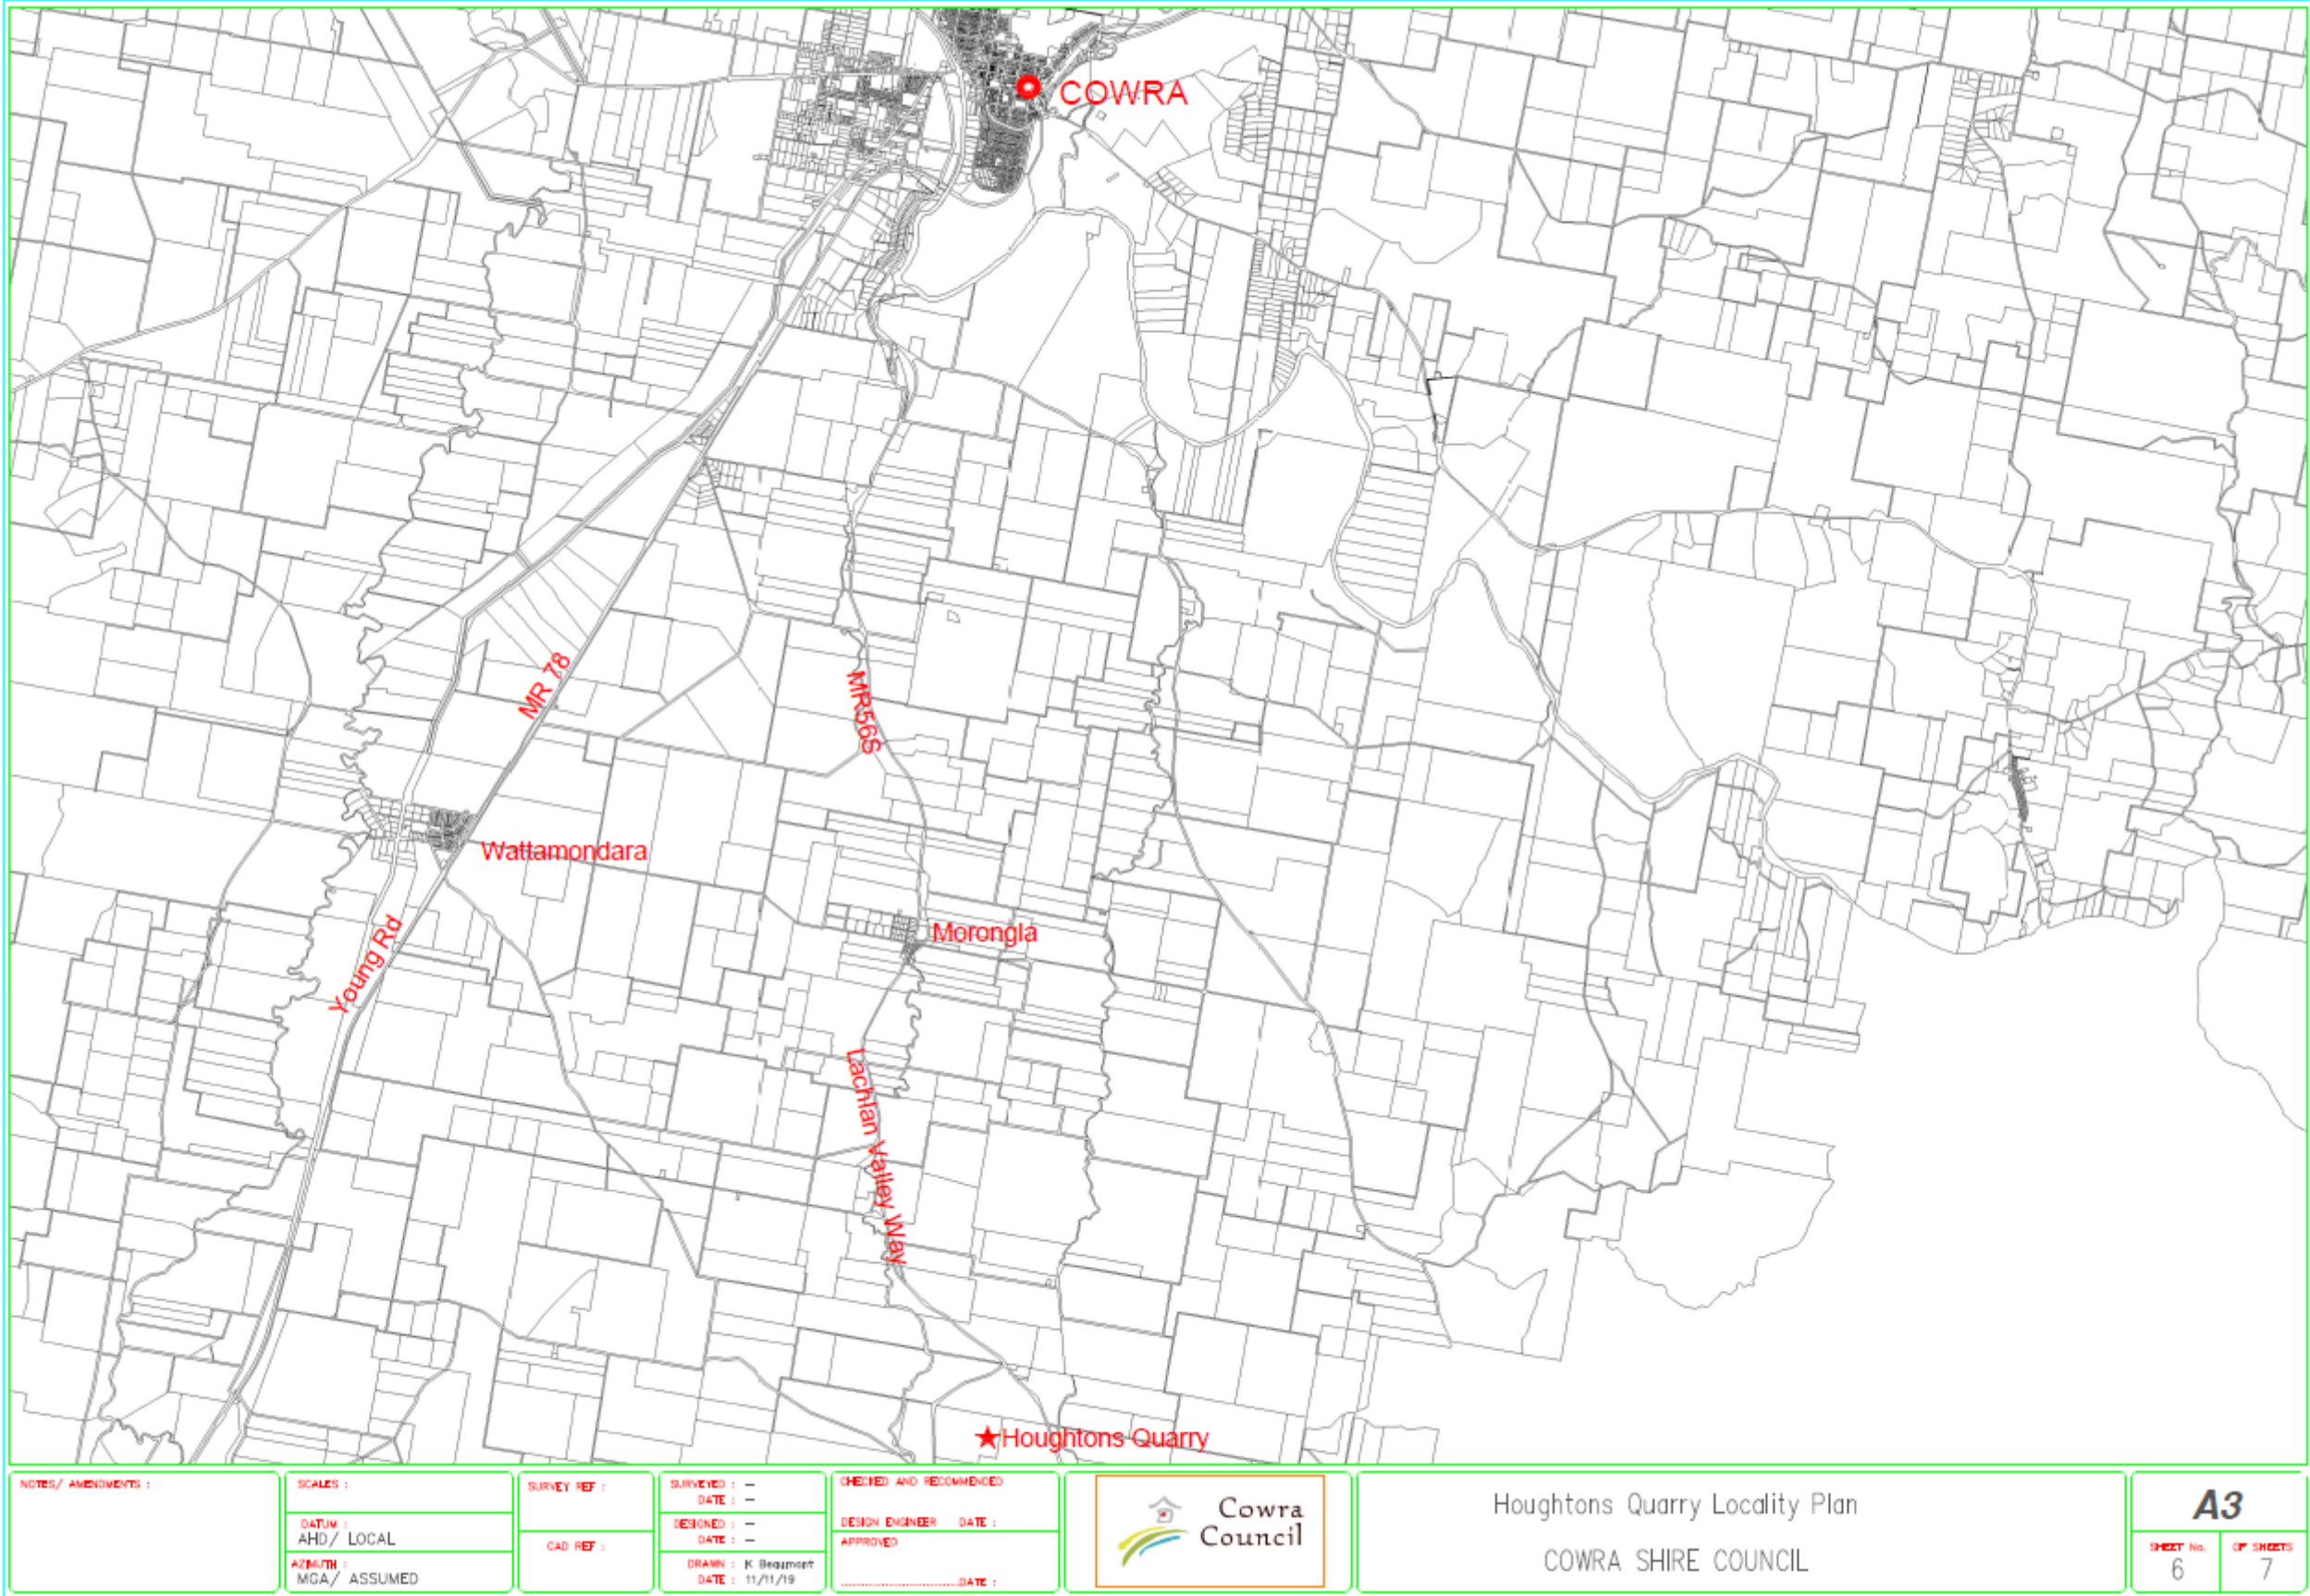 COWRA
MR 78
MR56S
Wattamondara
Morongla
Young Rd
Lachlan Valley Way
Houghtons Quarry
NOTES/ AMENDMENTS :
SCALES :
DATUM :
AHD/ LOCAL
AZIMUTH :
MGA/ ASSUMED
SURVEY REF :
CAD REF :
SURVEYED : –
DATE : –
DESIGNED : –
DATE : –
DRAWN : K Beaumont
DATE : 11/11/19
CHECKED AND RECOMMENDED
DESIGN ENGINEER DATE :
APPROVED
....................DATE :
Cowra
Council
Houghtons Quarry Locality Plan
COWRA SHIRE COUNCIL
A3
SHEET No.
6
OF SHEETS
7